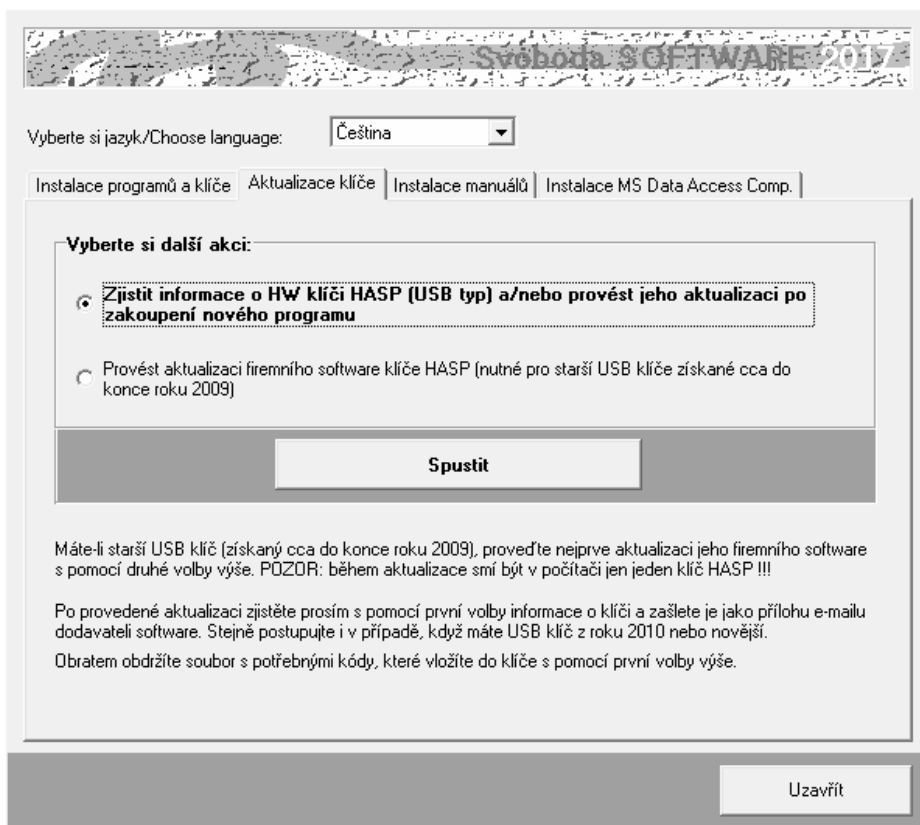 Svoboda SOFTWARE 2017
Vyberte si jazyk/Choose language:
Čeština
Instalace programů a klíče
Aktualizace klíče
Instalace manuálů
Instalace MS Data Access Comp.
Vyberte si další akci:
Zjistit informace o HW klíči HASP (USB typ) a/nebo provést jeho aktualizaci po
zakoupení nového programu
Provést aktualizaci firemního software klíče HASP (nutné pro starší USB klíče získané cca do
konce roku 2009)
Spustit
Máte-li starší USB klíč (získaný cca do konce roku 2009), proveďte nejprve aktualizaci jeho firemního software
s pomocí druhé volby výše. POZOR: během aktualizace smí být v počítači jen jeden klíč HASP !!!
Po provedené aktualizaci zjistěte prosím s pomocí první volby informace o klíči a zašlete je jako přílohu e-mailu
dodavateli software. Stejně postupujte i v případě, když máte USB klíč z roku 2010 nebo novější.
Obratem obdržíte soubor s potřebnými kódy, které vložíte do klíče s pomocí první volby výše.
Uzavřít